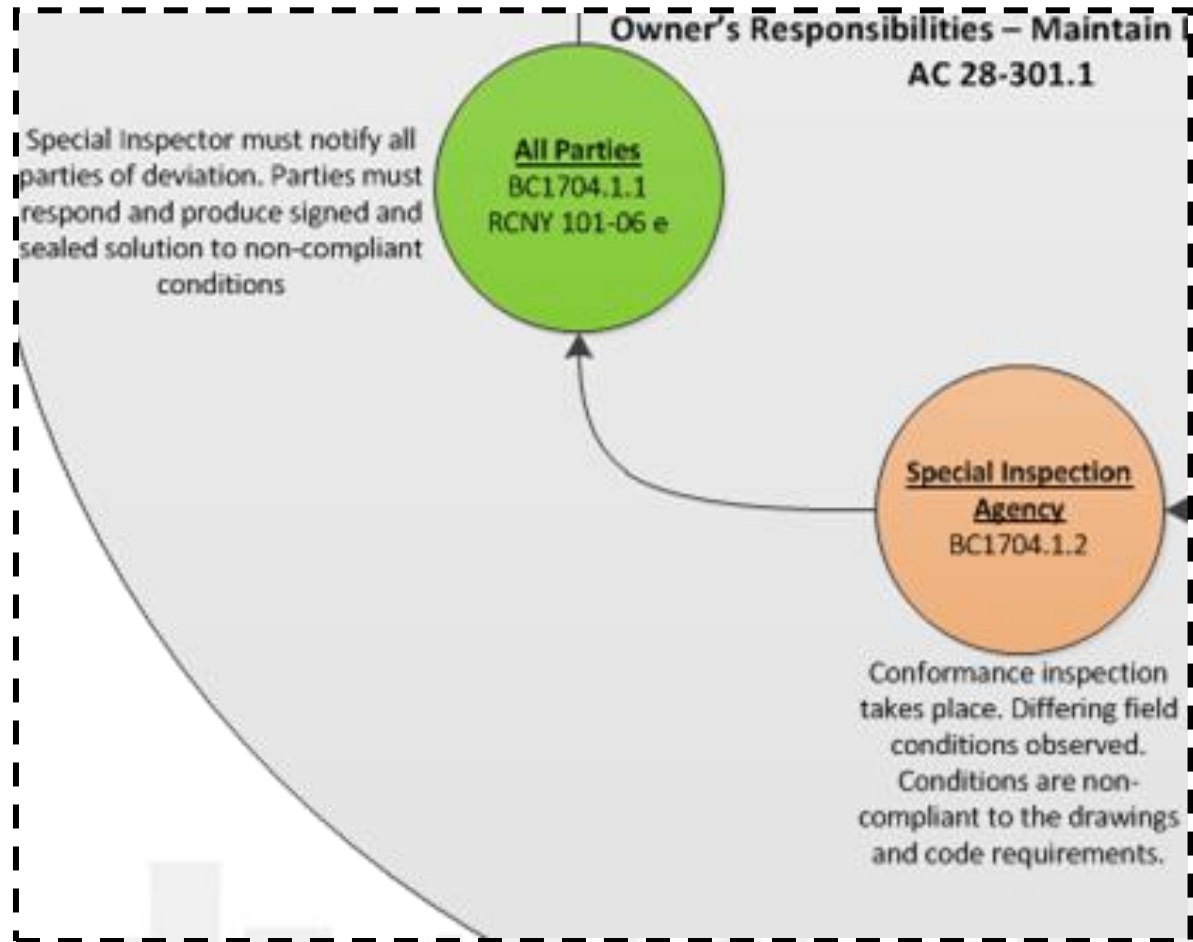 Owner's Responsibilities – Maintain
AC 28-301.1
Special Inspector must notify all
parties of deviation. Parties must
respond and produce signed and
sealed solution to non-compliant
conditions
All Parties
BC1704.1.1
RCNY 101-06 e
Special Inspection
Agency
BC1704.1.2
Conformance inspection
takes place. Differing field
conditions observed.
Conditions are non-
compliant to the drawings
and code requirements.